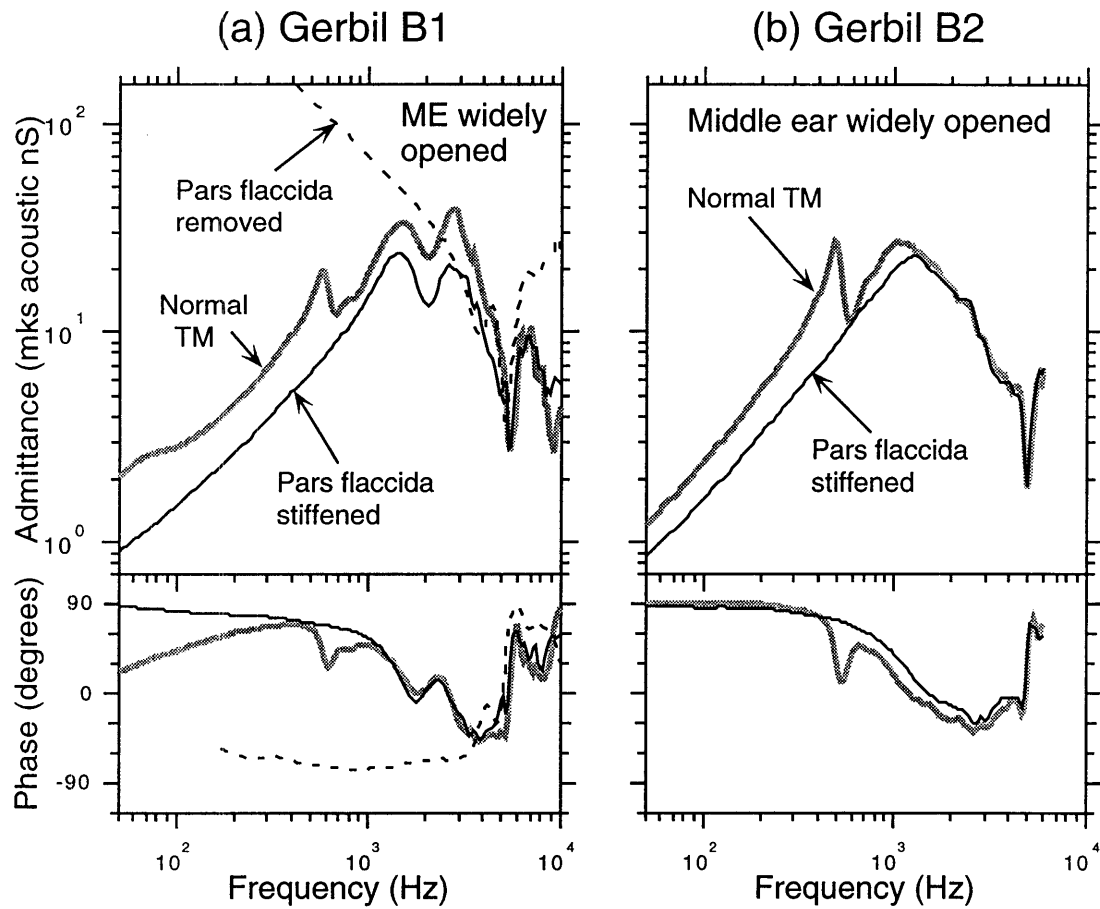 (a) Gerbil B1
(b) Gerbil B2
Admittance (mks acoustic nS)
10^2
10^1
10^0
ME widely
opened
Pars flaccida
removed
Normal
TM
Pars flaccida
stiffened
Middle ear widely opened
Normal TM
Pars flaccida
stiffened
Phase (degrees)
90
0
-90
10^2
10^3
10^4
Frequency (Hz)
10^2
10^3
10^4
Frequency (Hz)